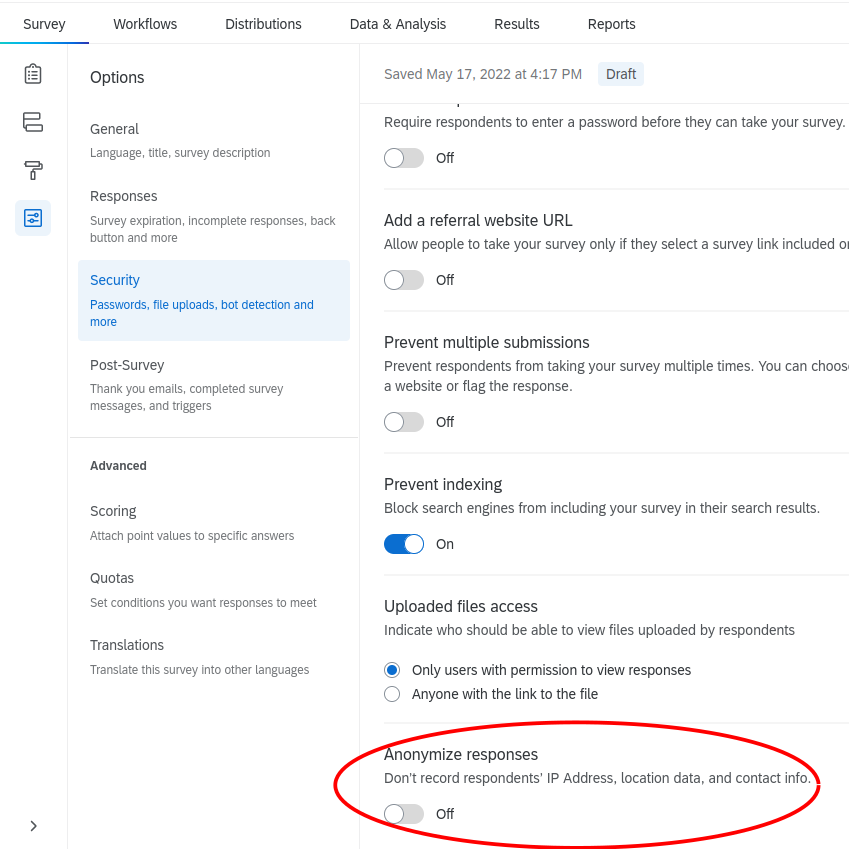 Survey Workflows Distributions Data & Analysis Results Reports
Options
General
Language, title, survey description
Responses
Survey expiration, incomplete responses, back
button and more
Security
Passwords, file uploads, bot detection and
more
Post-Survey
Thank you emails, completed survey
messages, and triggers
Advanced
Scoring
Attach point values to specific answers
Quotas
Set conditions you want responses to meet
Translations
Translate this survey into other languages
Saved May 17, 2022 at 4:17 PM Draft
Require respondents to enter a password before they can take your survey.
Off
Add a referral website URL
Allow people to take your survey only if they select a survey link included
Off
Prevent multiple submissions
Prevent respondents from taking your survey multiple times. You can
a website or flag the response.
Off
Prevent indexing
Block search engines from including your survey in their search results.
On
Uploaded files access
Indicate who should be able to view files uploaded by respondents
Only users with permission to view responses
Anyone with the link to the file
Anonymize responses
Don't record respondents' IP Address, location data, and contact info.
Off